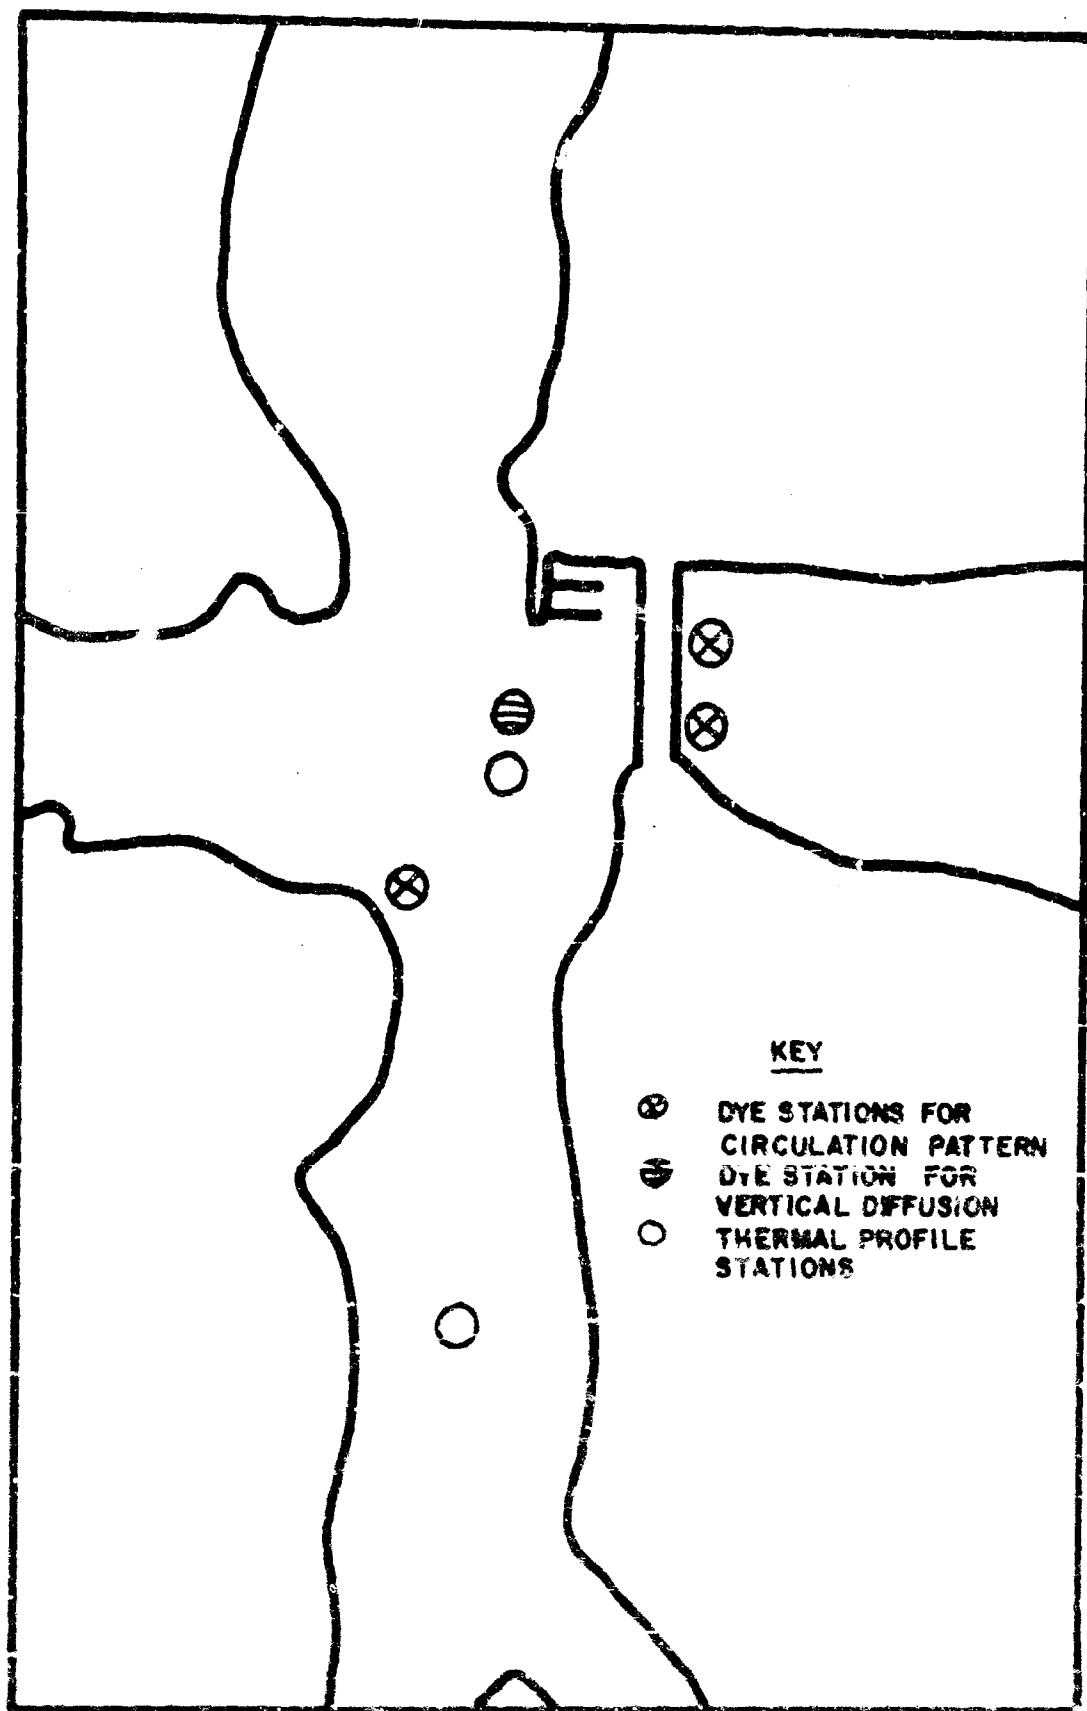 KEY
DYE STATIONS FOR
CIRCULATION PATTERN
DYE STATION FOR
VERTICAL DIFFUSION
THERMAL PROFILE
STATIONS